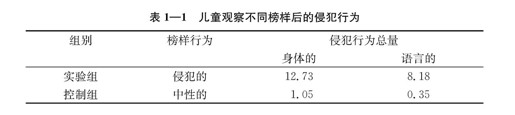 表 1—1 儿童观察不同榜样后的侵犯行为
组别 榜样行为 侵犯行为总量
身体的 语言的
实验组 侵犯的 12.73 8.18
控制组 中性的 1.05 0.35